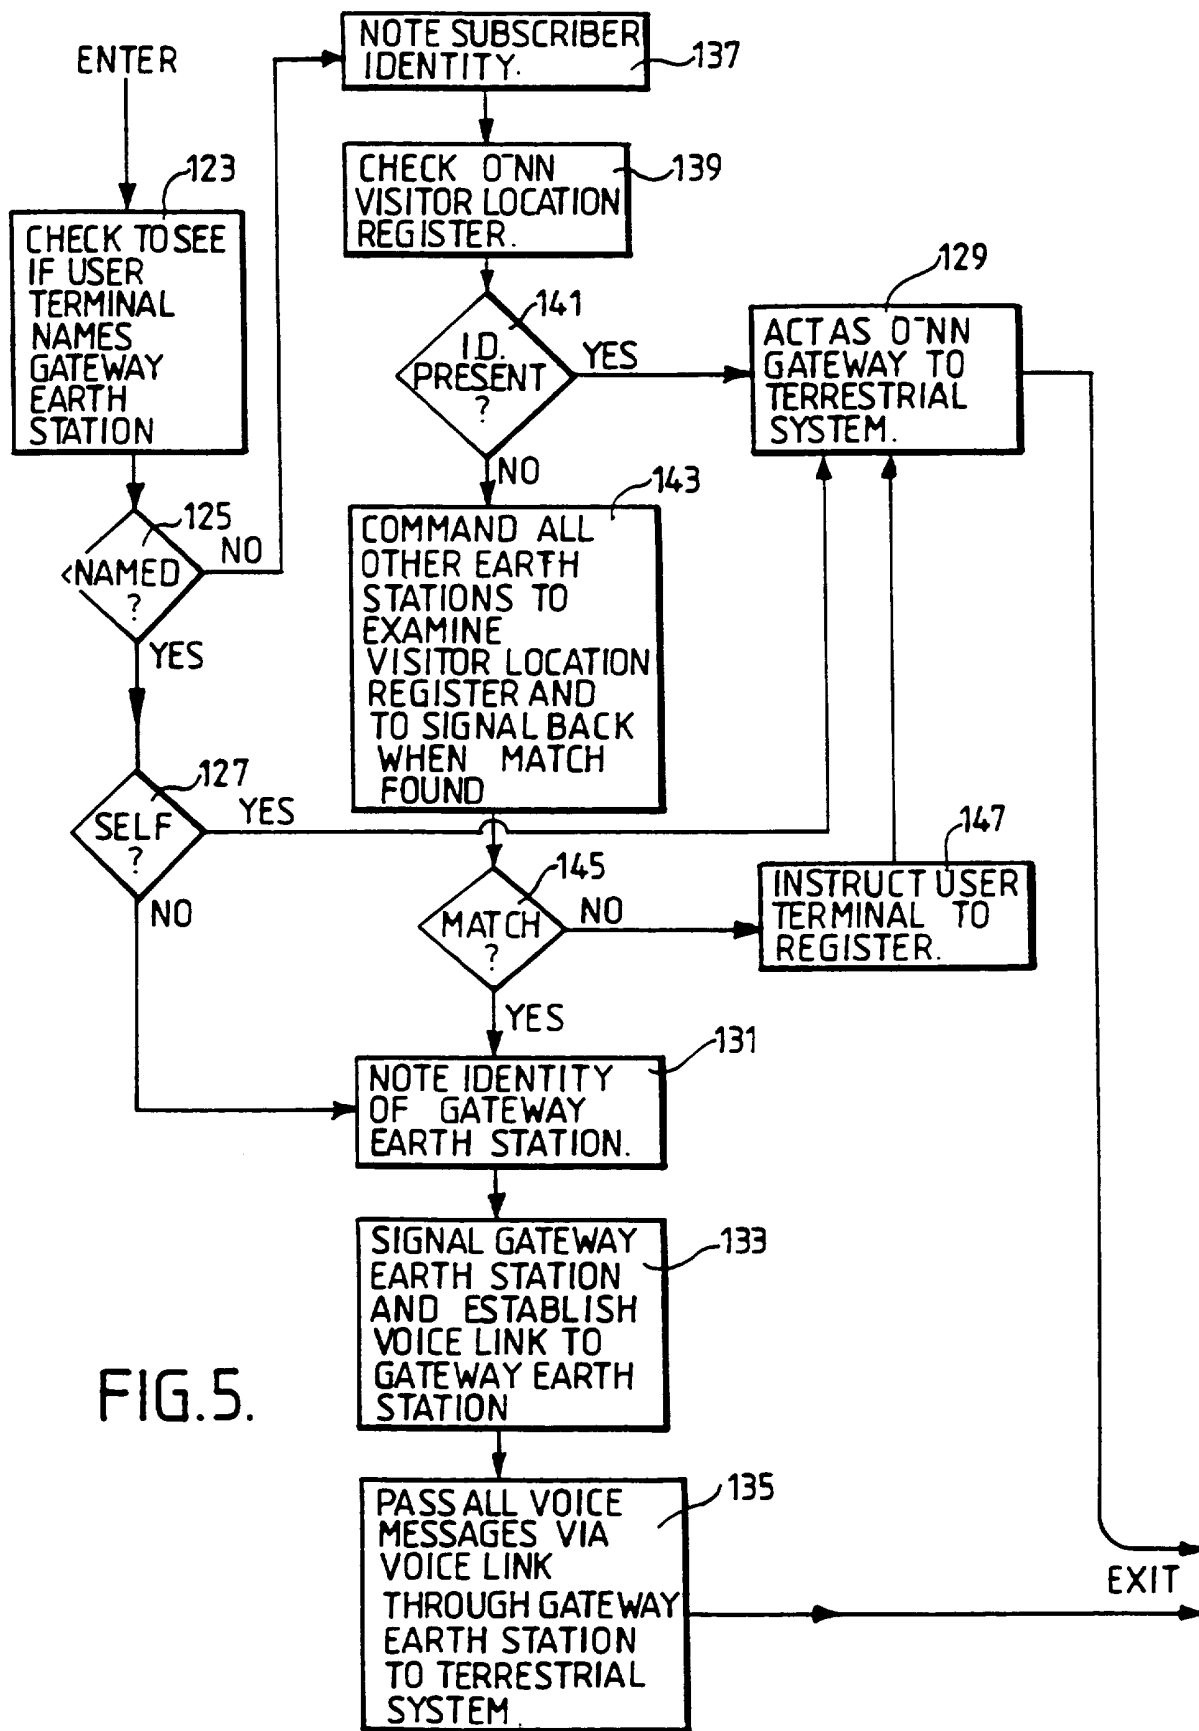 ENTER
123
CHECK TO SEE
IF USER
TERMINAL
NAMES
GATEWAY
EARTH
STATION
125
NAMED
?
NO
YES
127
SELF
?
YES
NO
NOTE SUBSCRIBER
IDENTITY.
137
CHECK O-NN
VISITOR LOCATION
REGISTER.
139
141
I.D.
PRESENT
?
YES
NO
129
ACT AS O-NN
GATEWAY TO
TERRESTRIAL
SYSTEM.
143
COMMAND ALL
OTHER EARTH
STATIONS TO
EXAMINE
VISITOR LOCATION
REGISTER AND
TO SIGNAL BACK
WHEN MATCH
FOUND
145
MATCH
?
NO
YES
147
INSTRUCT USER
TERMINAL TO
REGISTER.
131
NOTE IDENTITY
OF GATEWAY
EARTH STATION.
133
SIGNAL GATEWAY
EARTH STATION
AND ESTABLISH
VOICE LINK TO
GATEWAY EARTH
STATION
135
PASS ALL VOICE
MESSAGES VIA
VOICE LINK
THROUGH GATEWAY
EARTH STATION
TO TERRESTRIAL
SYSTEM.
EXIT
FIG.5.